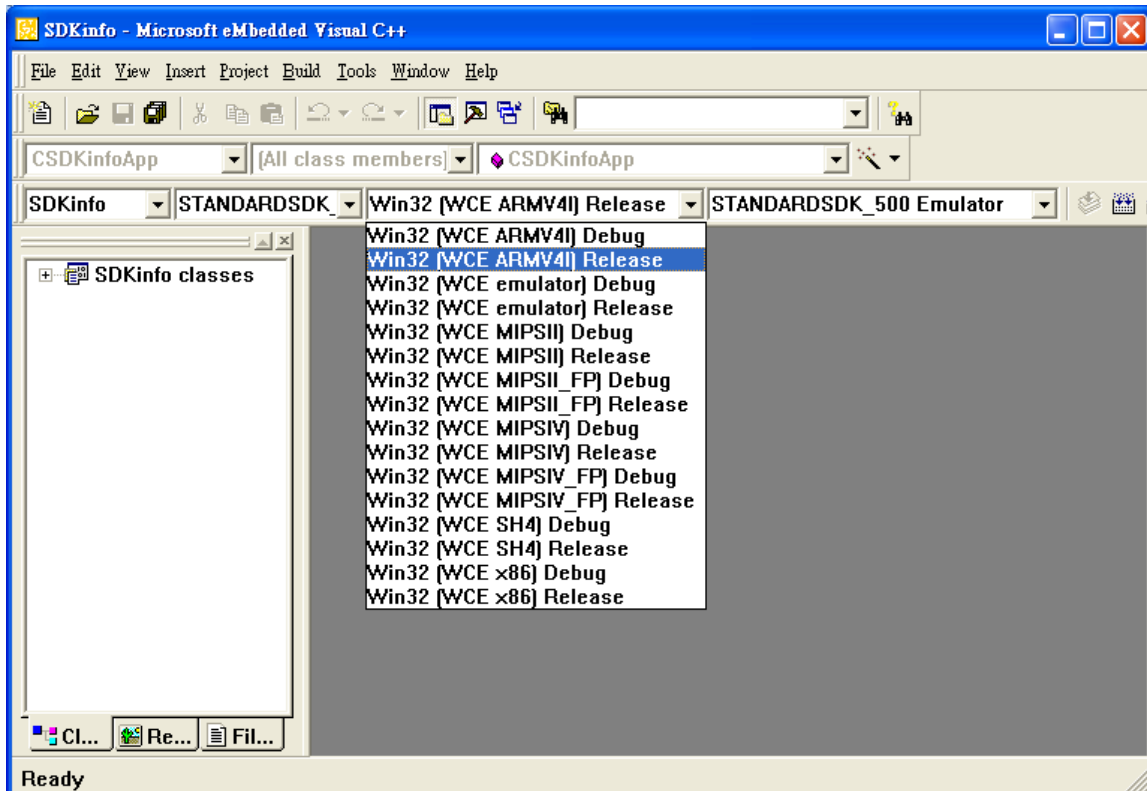 SDKinfo - Microsoft eMbedded Visual C++
File Edit View Insert Project Build Tools Window Help
CSDKinfoApp [All class members] CSDKinfoApp
SDKinfo STANDARDSDK_ Win32 (WCE ARMV4I) Release STANDARDSDK_500 Emulator
Win32 (WCE ARMV4I) Debug
Win32 (WCE ARMV4I) Release
SDKinfo classes
Win32 (WCE emulator) Debug
Win32 (WCE emulator) Release
Win32 (WCE MIPSII) Debug
Win32 (WCE MIPSII) Release
Win32 (WCE MIPSII_FP) Debug
Win32 (WCE MIPSII_FP) Release
Win32 (WCE MIPSIV) Debug
Win32 (WCE MIPSIV) Release
Win32 (WCE MIPSIV_FP) Debug
Win32 (WCE MIPSIV_FP) Release
Win32 (WCE SH4) Debug
Win32 (WCE SH4) Release
Win32 (WCE x86) Debug
Win32 (WCE x86) Release
Cl... Re... Fil...
Ready